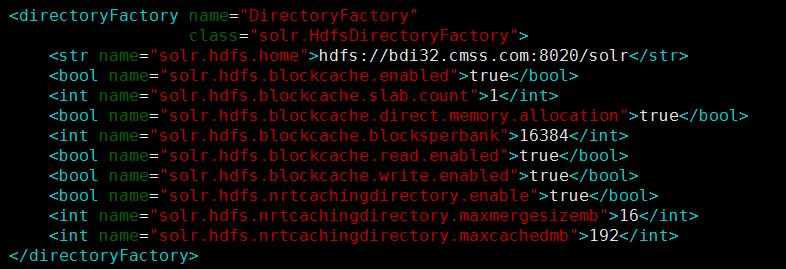 <directoryFactory name="DirectoryFactory"
class="solr.HdfsDirectoryFactory">
<str name="solr.hdfs.home">hdfs://bdi32.cmss.com:8020/solr</str>
<bool name="solr.hdfs.blockcache.enabled">true</bool>
<int name="solr.hdfs.blockcache.slab.count">1</int>
<bool name="solr.hdfs.blockcache.direct.memory.allocation">true</bool>
<int name="solr.hdfs.blockcache.blocksperbank">16384</int>
<bool name="solr.hdfs.blockcache.read.enabled">true</bool>
<bool name="solr.hdfs.blockcache.write.enabled">true</bool>
<bool name="solr.hdfs.nrtcachingdirectory.enable">true</bool>
<int name="solr.hdfs.nrtcachingdirectory.maxmergesizemb">16</int>
<int name="solr.hdfs.nrtcachingdirectory.maxcachedmb">192</int>
</directoryFactory>